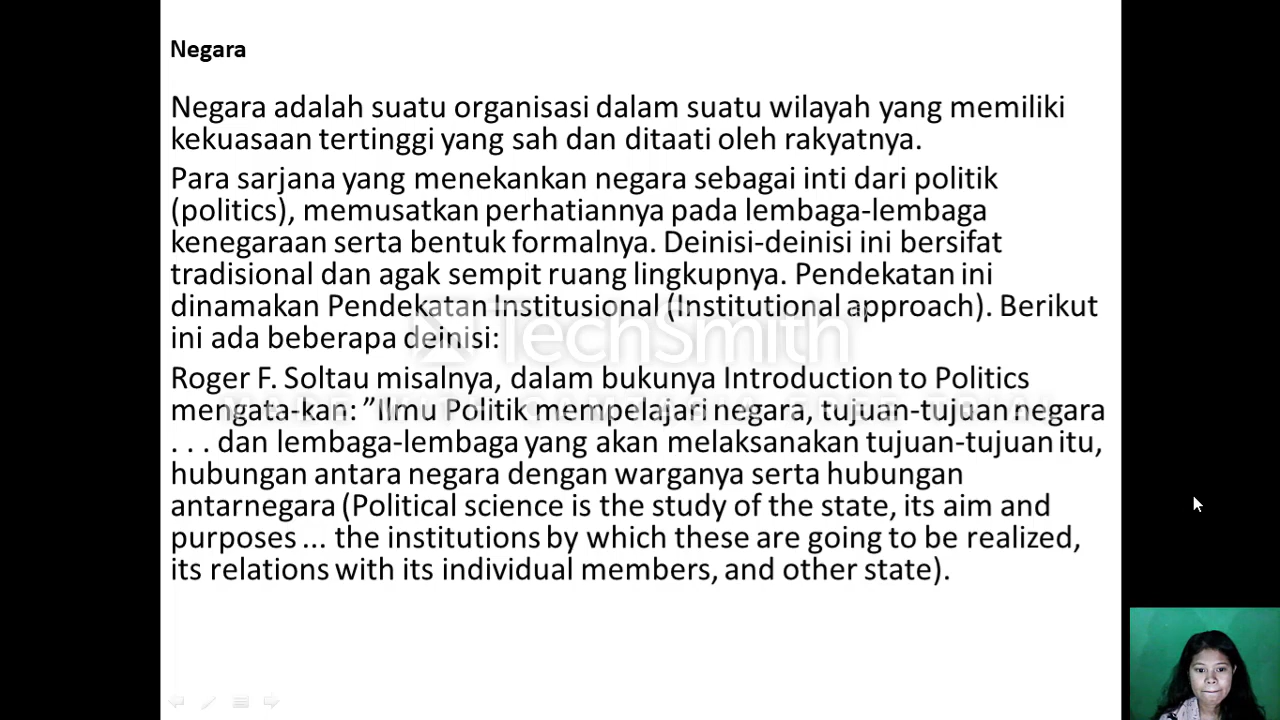 Negara
Negara adalah suatu organisasi dalam suatu wilayah yang memiliki
kekuasaan tertinggi yang sah dan ditaati oleh rakyatnya.
Para sarjana yang menekankan negara sebagai inti dari politik
(politics), memusatkan perhatiannya pada lembaga-lembaga
kenegaraan serta bentuk formalnya. Deinisi-deinisi ini bersifat
tradisional dan agak sempit ruang lingkupnya. Pendekatan ini
dinamakan Pendekatan Institusional (Institutional approach). Berikut
ini ada beberapa deinisi:
TechSmith
Roger F. Soltau misalnya, dalam bukunya Introduction to Politics
mengata-kan: ”Ilmu Politik mempelajari negara, tujuan-tujuan negara
. . . dan lembaga-lembaga yang akan melaksanakan tujuan-tujuan itu,
hubungan antara negara dengan warganya serta hubungan
antarnegara (Political science is the study of the state, its aim and
purposes ... the institutions by which these are going to be realized,
its relations with its individual members, and other state).